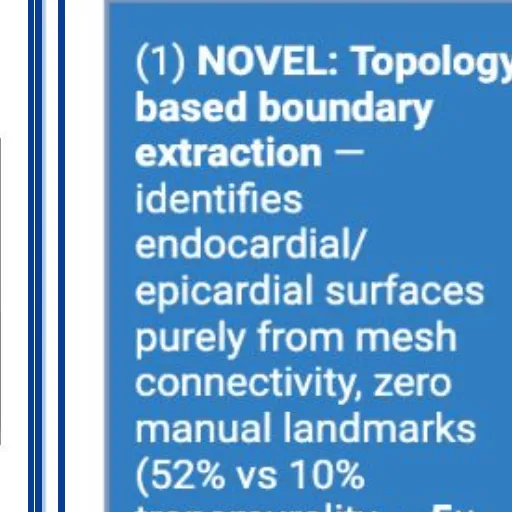 (1) NOVEL: Topology
based boundary
extraction —
identifies
endocardial/
epicardial surfaces
purely from mesh
connectivity, zero
manual landmarks
(52% vs 10%